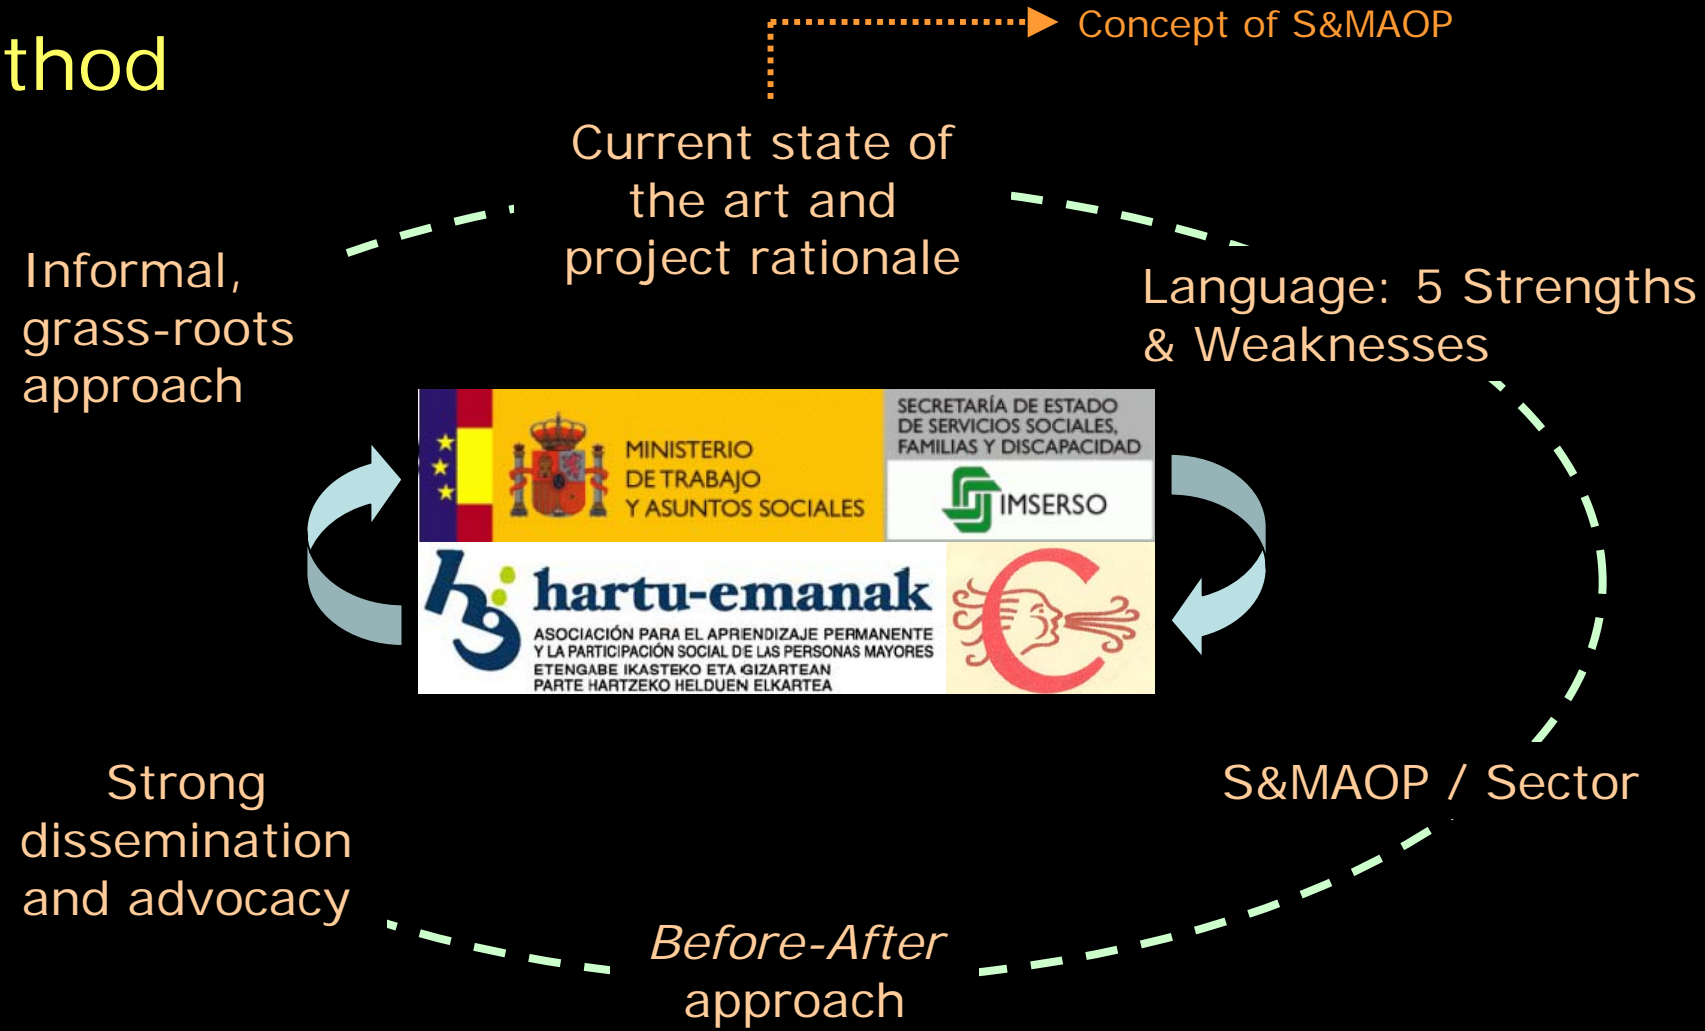 thod
Concept of S&MAOP
Current state of
the art and
project rationale
Informal,
grass-roots
approach
Language: 5 Strengths
& Weaknesses
MINISTERIO
DE TRABAJO
Y ASUNTOS SOCIALES
SECRETARÍA DE ESTADO
DE SERVICIOS SOCIALES,
FAMILIAS Y DISCAPACIDAD
IMSERSO
hartu-emanak
ASOCIACIÓN PARA EL APRENDIZAJE PERMANENTE
Y LA PARTICIPACIÓN SOCIAL DE LAS PERSONAS MAYORES
ETENGABE IKASTEKO ETA GIZARTEAN
PARTE HARTZEKO HELDUEN ELKARTEA
C
S&MAOP / Sector
Strong
dissemination
and advocacy
Before-After
approach